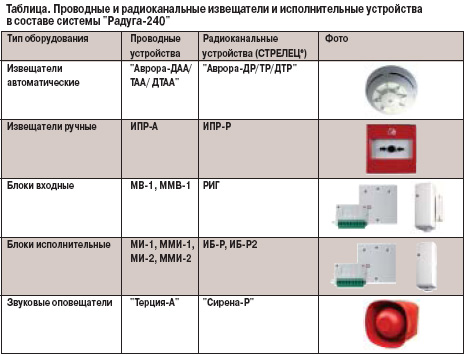 Таблица. Проводные и радиоканальные извещатели и исполнительные устройства
в составе системы "Радуга-240"
Тип оборудования Проводные устройства Радиоканальные устройства (СТРЕЛЕЦ®) Фото
Извещатели автоматические "Аврора-ДАА/ ТАА/ ДТАА" "Аврора-ДР/ТР/ДТР"
Извещатели ручные ИПР-А ИПР-Р
Блоки входные МВ-1, ММВ-1 РИГ
Блоки исполнительные МИ-1, ММИ-1, МИ-2, ММИ-2 ИБ-Р, ИБ-Р2
Звуковые оповещатели "Терция-А" "Сирена-Р"